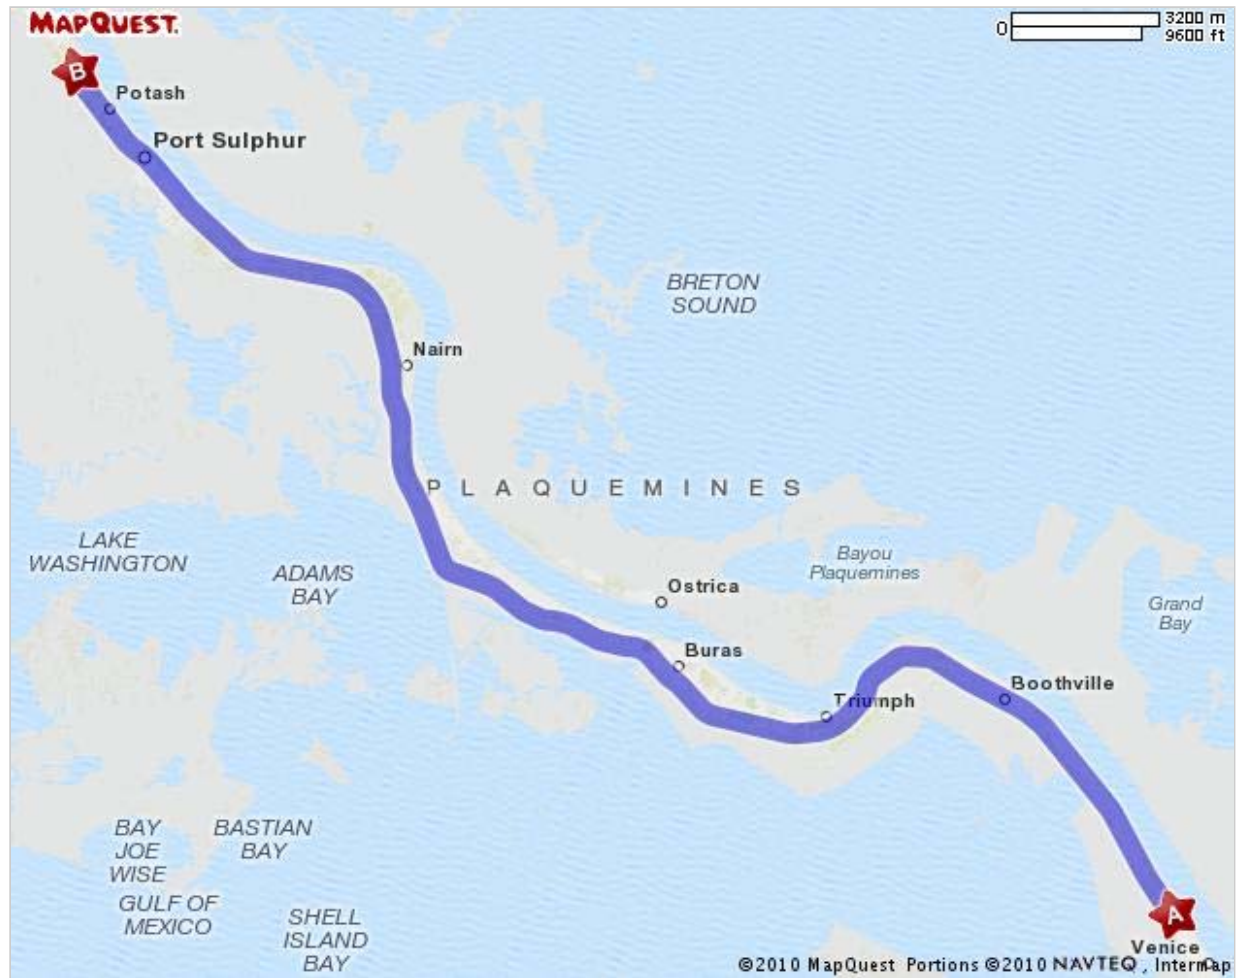 MAPQUEST.
0
3200 m
9600 ft
B
Potash
Port Sulphur
BRETON
SOUND
Nairn
PLAQUEMINES
LAKE
WASHINGTON
ADAMS
BAY
Bayou
Plaquemines
Ostrica
Grand
Bay
Buras
Boothville
Triumph
BAY
JOE
WISE
BASTIAN
BAY
GULF OF
MEXICO
SHELL
ISLAND
BAY
A
Venice
©2010 MapQuest Portions ©2010 NAVTEQ, Intermap